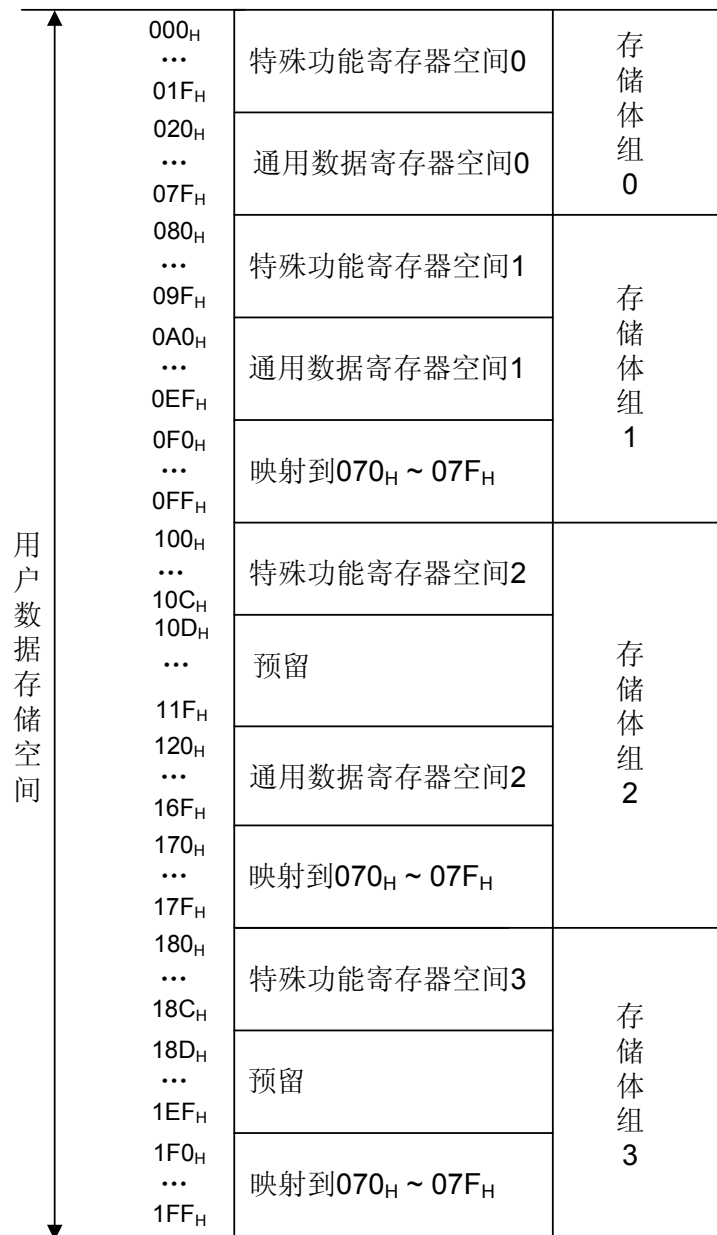 用户数据存储空间
000H
…
01FH
特殊功能寄存器空间0
020H
…
07FH
通用数据寄存器空间0
存储体组0
080H
…
09FH
特殊功能寄存器空间1
0A0H
…
0EFH
通用数据寄存器空间1
0F0H
…
0FFH
映射到070H ~ 07FH
存储体组1
100H
…
10CH
特殊功能寄存器空间2
10DH
…
11FH
预留
120H
…
16FH
通用数据寄存器空间2
170H
…
17FH
映射到070H ~ 07FH
存储体组2
180H
…
18CH
特殊功能寄存器空间3
18DH
…
1EFH
预留
1F0H
…
1FFH
映射到070H ~ 07FH
存储体组3